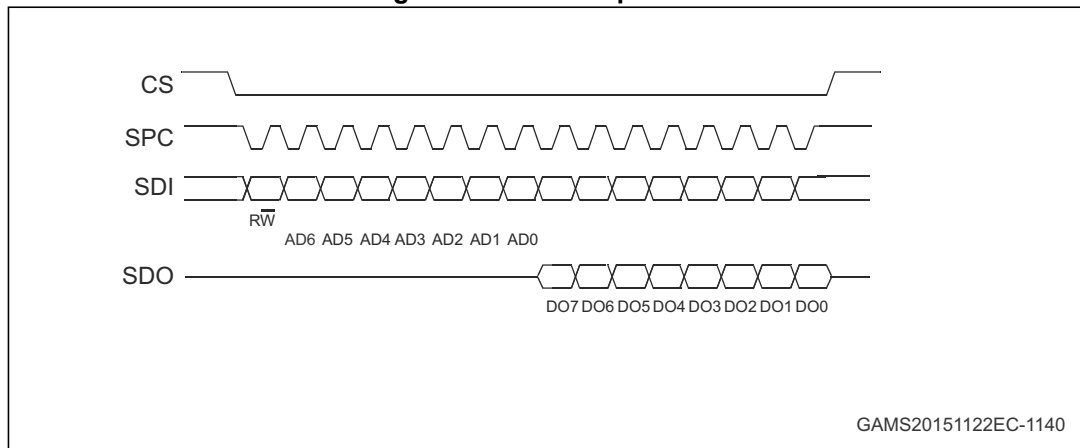 CS
SPC
SDI
RW
AD6 AD5 AD4 AD3 AD2 AD1 AD0
SDO
DO7 DO6 DO5 DO4 DO3 DO2 DO1 DO0
GAMS20151122EC-1140